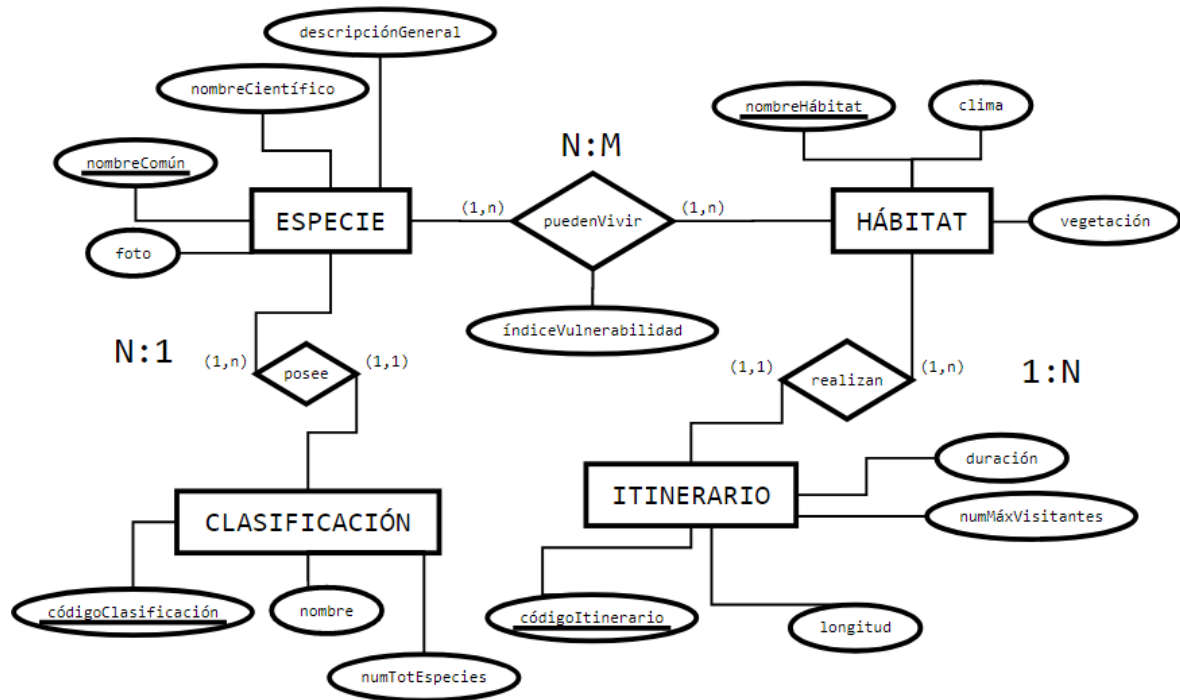 descripciónGeneral
nombreCientífico
nombreHábitat
clima
N:M
nombreComún
(1,n)
puedenVivir
(1,n)
ESPECIE
HÁBITAT
vegetación
foto
índiceVulnerabilidad
N:1
(1,n)
posee
(1,1)
(1,1)
realizan
(1,n)
1:N
duración
CLASIFICACIÓN
ITINERARIO
numMáxVisitantes
códigoClasificación
nombre
códigoItinerario
longitud
numTotEspecies